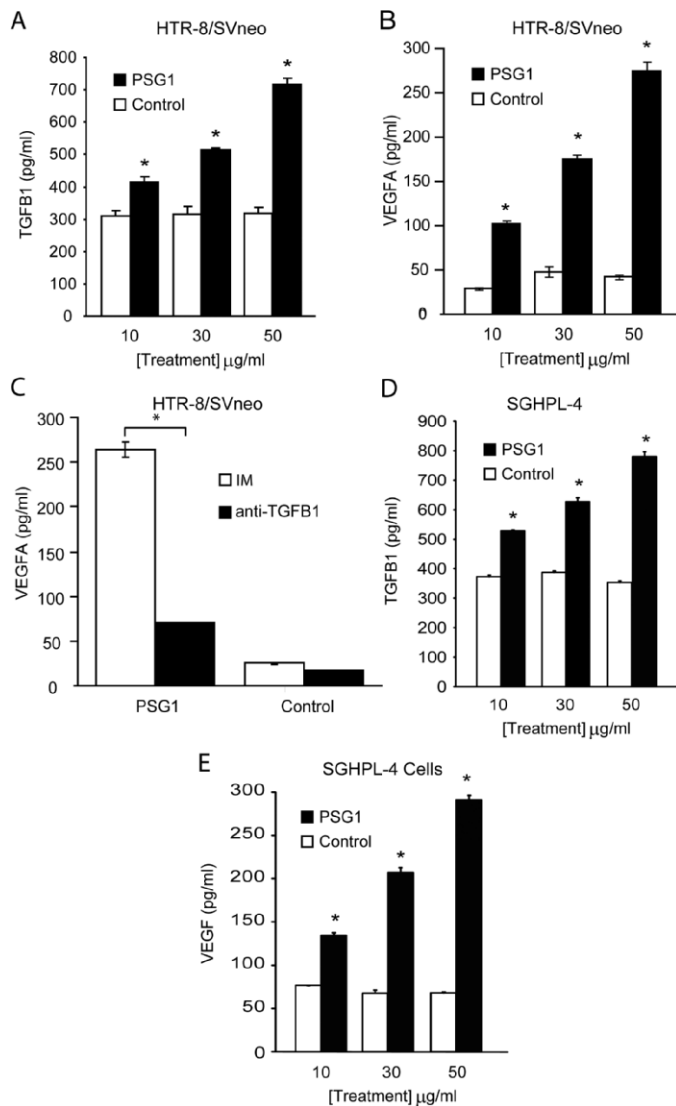 A
HTR-8/SVneo
TGFB1 (pg/ml)
800
700
600
500
400
300
200
100
0
PSG1
Control
*
*
*
10 30 50
[Treatment] μg/ml
B
HTR-8/SVneo
VEGFA (pg/ml)
300
250
200
150
100
50
0
PSG1
Control
*
*
*
10 30 50
[Treatment] μg/ml
C
HTR-8/SVneo
VEGFA (pg/ml)
300
250
200
150
100
50
0
*
IM
anti-TGFB1
PSG1 Control
D
SGHPL-4
TGFB1 (pg/ml)
900
800
700
600
500
400
300
200
100
0
PSG1
Control
*
*
*
10 30 50
[Treatment] μg/ml
E
SGHPL-4 Cells
VEGF (pg/ml)
300
250
200
150
100
50
0
PSG1
Control
*
*
*
10 30 50
[Treatment] μg/ml